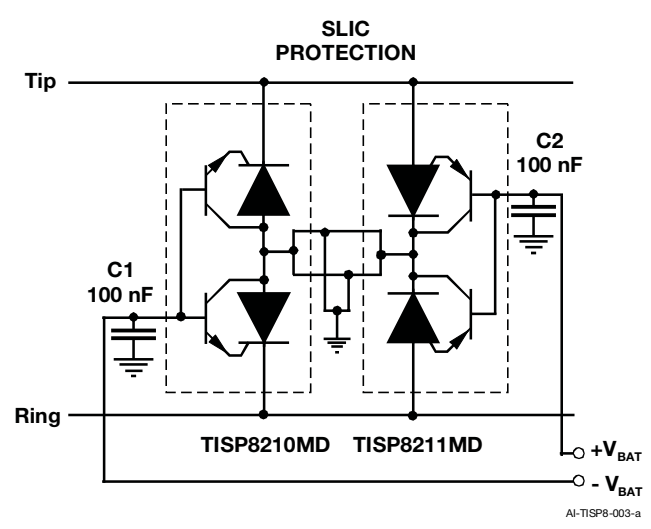 SLIC
PROTECTION
Tip
C2
100 nF
C1
100 nF
Ring
TISP8210MD
TISP8211MD
+VBAT
- VBAT
AI-TISP8-003-a